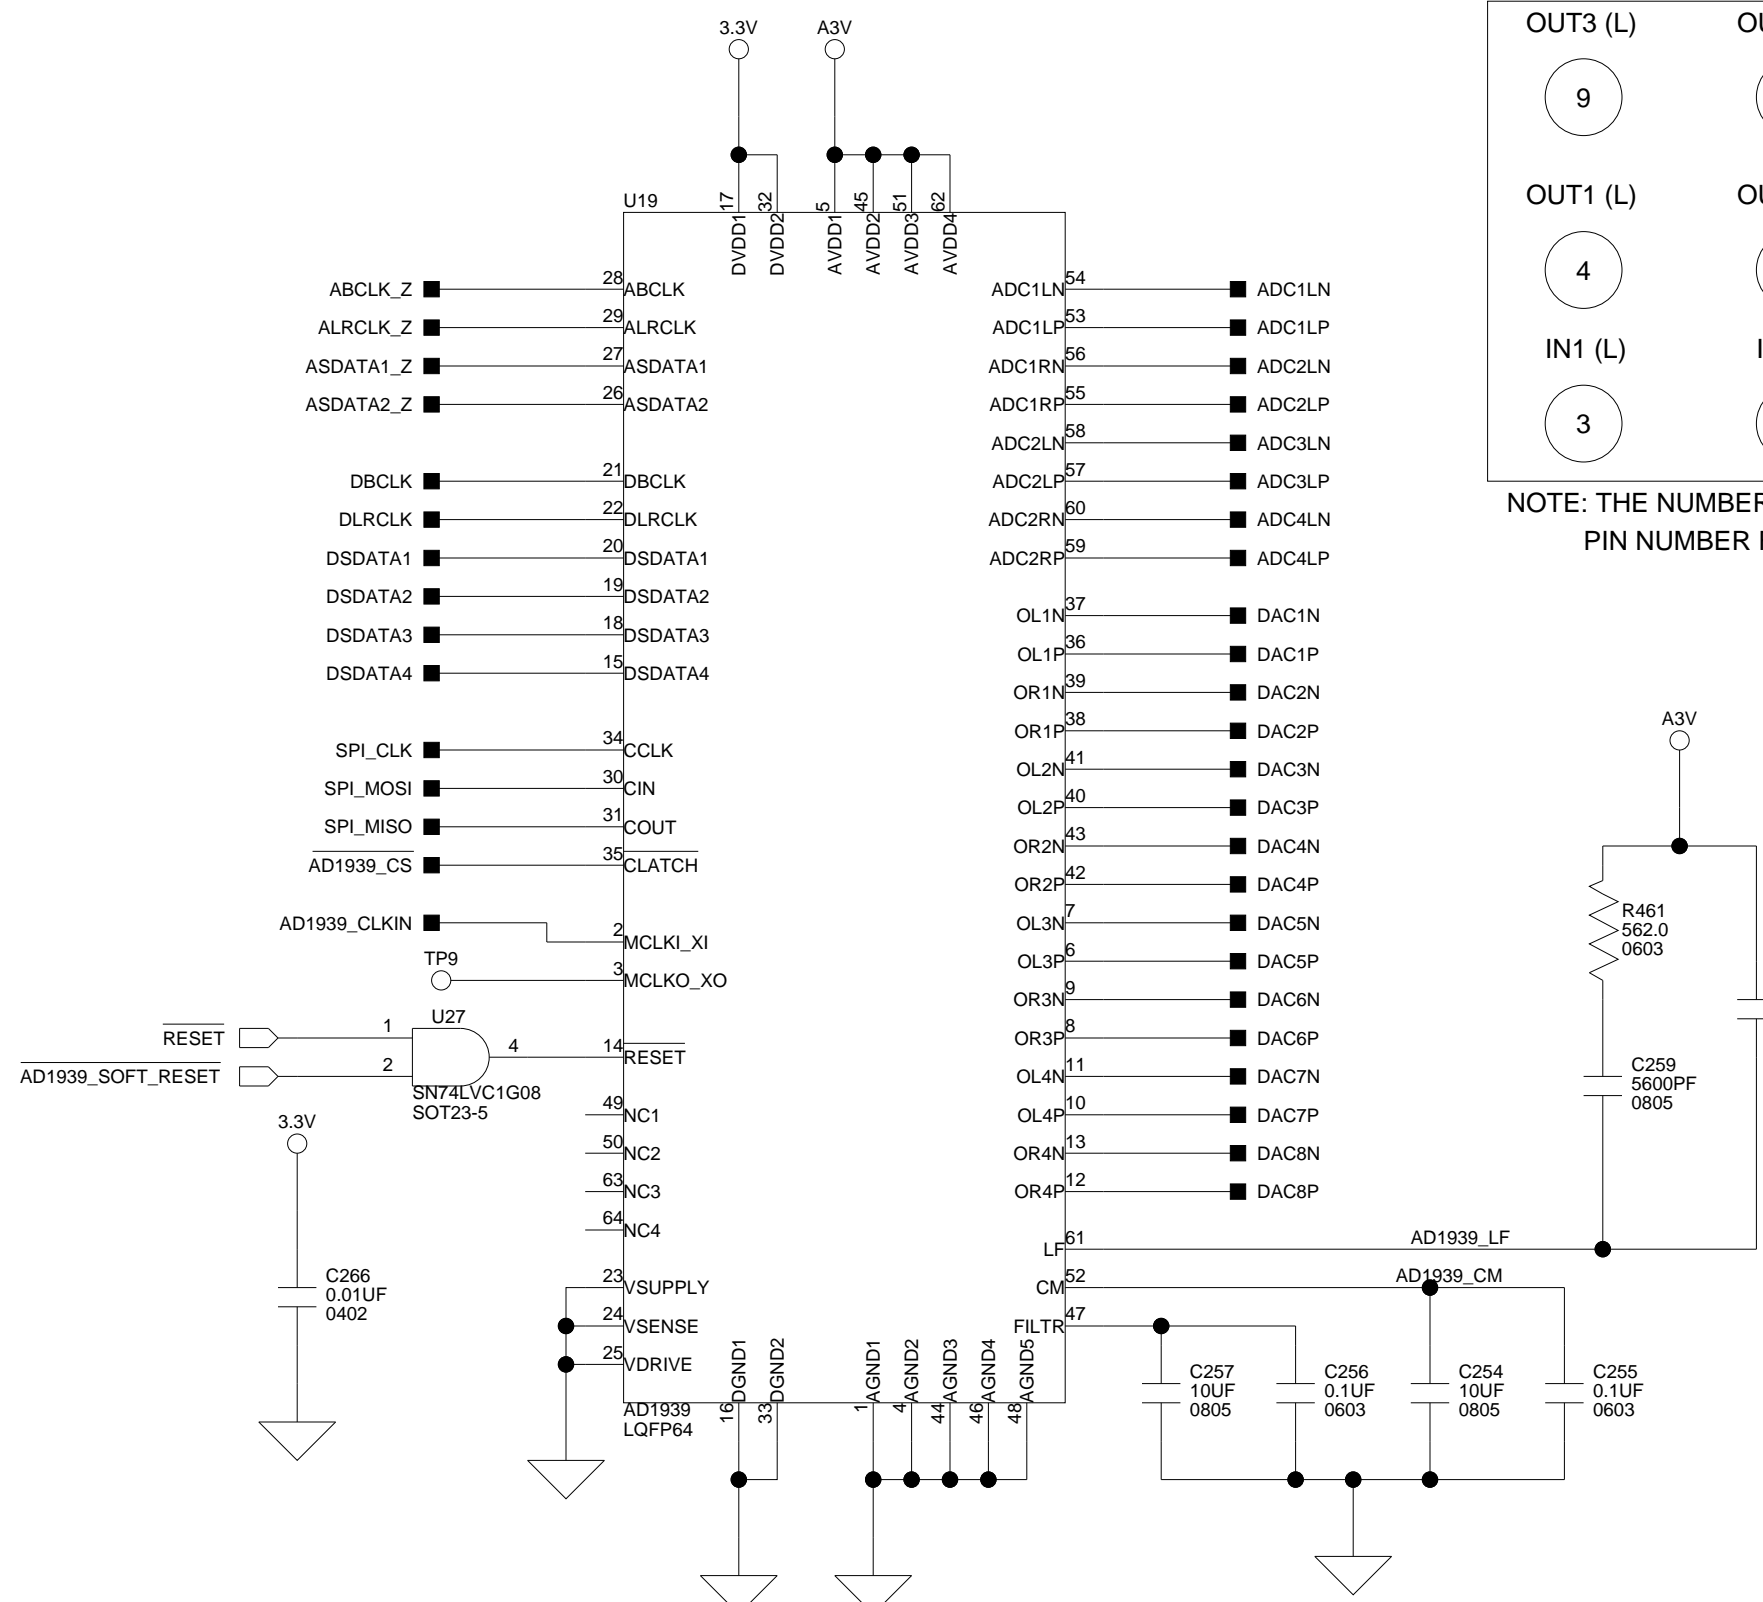 3.3V
A3V
OUT3 (L)
9
OUT1 (L)
4
IN1 (L)
3
NOTE: THE NUMBER
PIN NUMBER
U19
17
32
5
45
51
62
DVDD1
DVDD2
AVDD1
AVDD2
AVDD3
AVDD4
ABCLK_Z 28 ABCLK
ALRCLK_Z 29 ALRCLK
ASDATA1_Z 27 ASDATA1
ASDATA2_Z 26 ASDATA2
DBCLK 21 DBCLK
DLRCLK 22 DLRCLK
DSDATA1 20 DSDATA1
DSDATA2 19 DSDATA2
DSDATA3 18 DSDATA3
DSDATA4 15 DSDATA4
SPI_CLK 34 CCLK
SPI_MOSI 30 CIN
SPI_MISO 31 COUT
AD1939_CS 35 CLATCH
AD1939_CLKIN 2 MCLKI_XI
TP9 3 MCLKO_XO
U27
RESET 1
AD1939_SOFT_RESET 2
4 14 RESET
SN74LVC1G08
SOT23-5
49 NC1
50 NC2
63 NC3
64 NC4
23 VSUPPLY
24 VSENSE
25 VDRIVE
3.3V
C266
0.01UF
0402
ADC1LN 54 ADC1LN
ADC1LP 53 ADC1LP
ADC1RN 56 ADC2LN
ADC1RP 55 ADC2LP
ADC2LN 58 ADC3LN
ADC2LP 57 ADC3LP
ADC2RN 60 ADC4LN
ADC2RP 59 ADC4LP
OL1N 37 DAC1N
OL1P 36 DAC1P
OR1N 39 DAC2N
OR1P 38 DAC2P
OL2N 41 DAC3N
OL2P 40 DAC3P
OR2N 43 DAC4N
OR2P 42 DAC4P
OL3N 7 DAC5N
OL3P 6 DAC5P
OR3N 9 DAC6N
OR3P 8 DAC6P
OL4N 11 DAC7N
OL4P 10 DAC7P
OR4N 13 DAC8N
OR4P 12 DAC8P
LF 61 AD1939_LF
CM 52 AD1939_CM
FILTR 47
A3V
R461
562.0
0603
C259
5600PF
0805
C257
10UF
0805
C256
0.1UF
0603
C254
10UF
0805
C255
0.1UF
0603
DGND1
DGND2
AGND1
AGND2
AGND3
AGND4
AGND5
16
33
1
4
44
46
48
AD1939
LQFP64